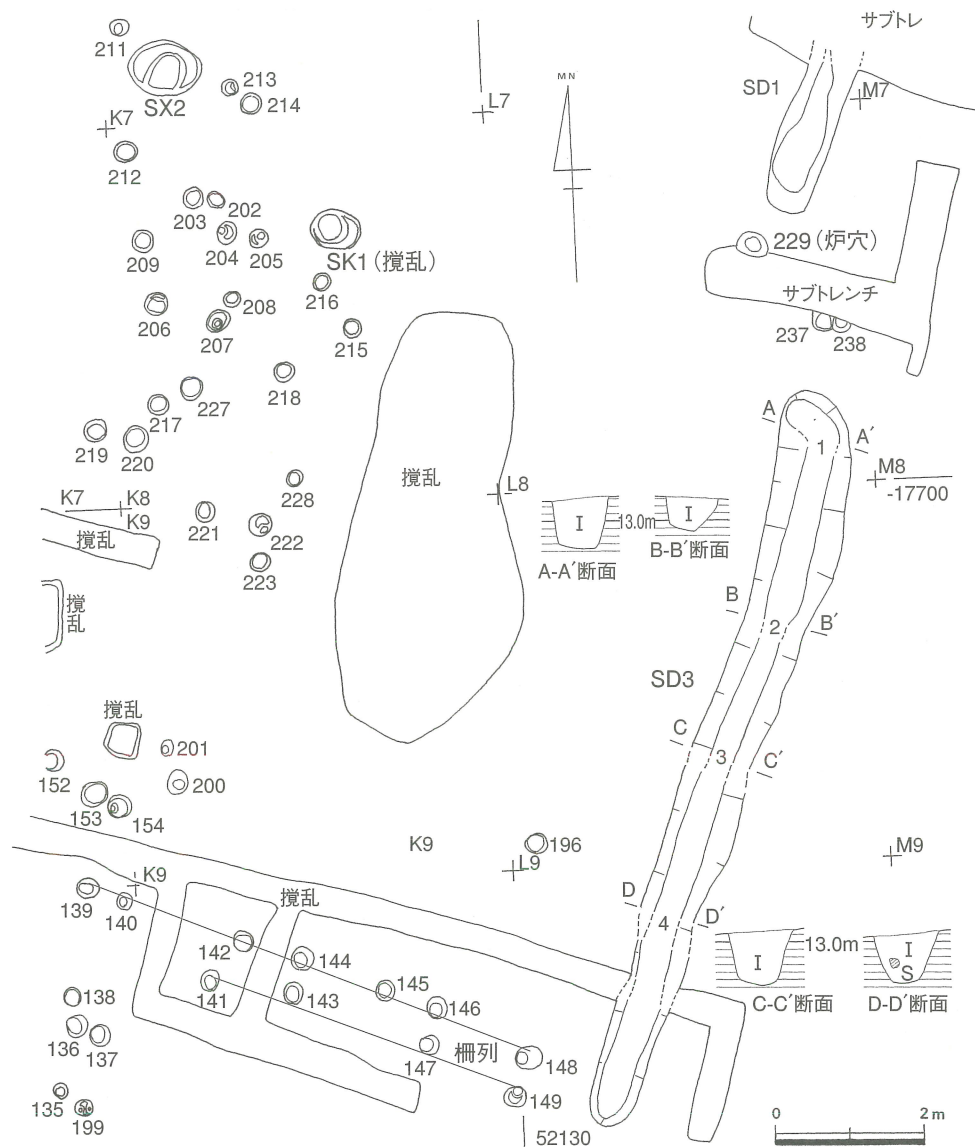 サブトレ
211
SX2
213
214
SD1
M7
K7
L7
MN
212
203
202
204
205
209
SK1(撹乱)
229(炉穴)
216
サブトレンチ
206
208
207
215
237
238
218
227
217
219
220
A
1
A′
撹乱
M8
-17700
228
L8
K7
K8
K9
221
222
223
撹乱
I
13.0m
I
A-A′断面
B-B′断面
撹乱
B
2
B′
SD3
撹乱
201
152
200
153
154
C
3
C′
K9
196
L9
M9
K9
139
140
撹乱
D
4
D′
142
144
141
143
145
146
I
13.0m
I
S
C-C′断面
D-D′断面
138
136
137
147
柵列
148
135
199
149
52130
0
2m